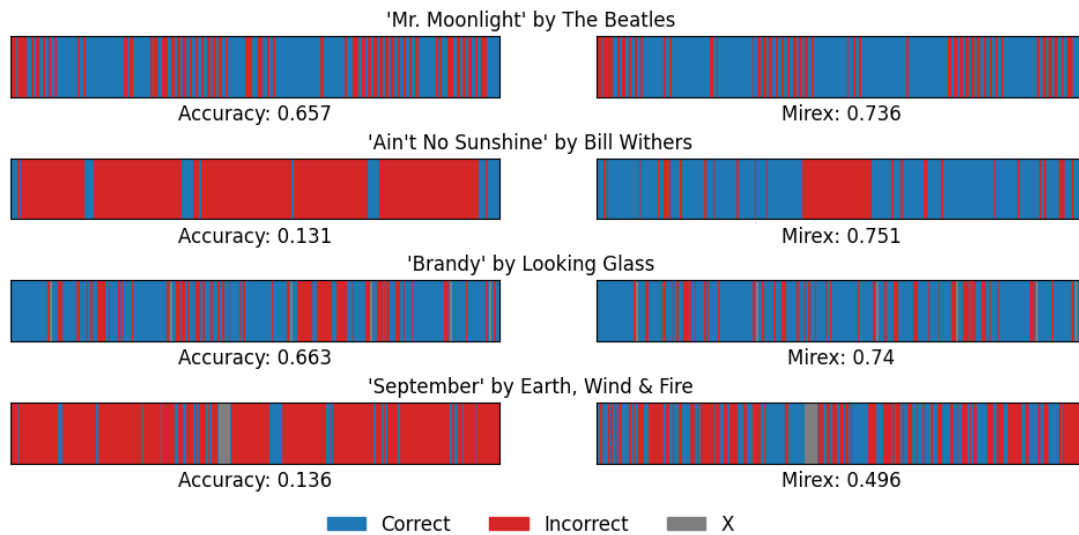 'Mr. Moonlight' by The Beatles
Accuracy: 0.657
Mirex: 0.736
'Ain't No Sunshine' by Bill Withers
Accuracy: 0.131
Mirex: 0.751
'Brandy' by Looking Glass
Accuracy: 0.663
Mirex: 0.74
'September' by Earth, Wind & Fire
Accuracy: 0.136
Mirex: 0.496
Correct
Incorrect
X